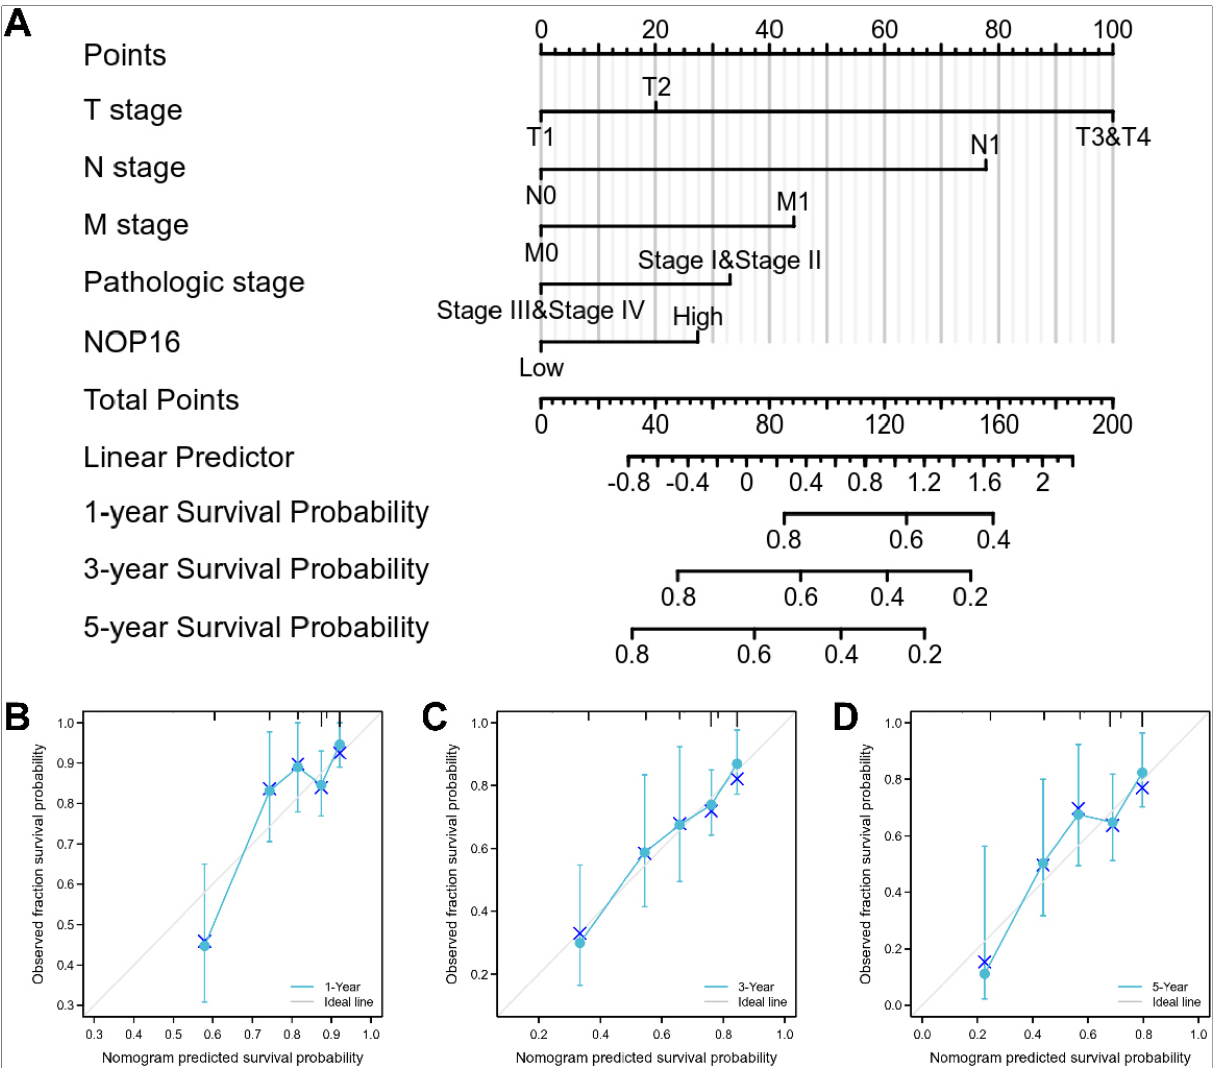 A
0 20 40 60 80 100
Points
T2
T stage
T1 T3&T4
N1
N stage
N0
M1
M stage
M0
Stage I&Stage II
Pathologic stage
Stage III&Stage IV
High
NOP16
Low
Total Points
0 40 80 120 160 200
Linear Predictor
-0.8 -0.4 0 0.4 0.8 1.2 1.6 2
1-year Survival Probability
0.8 0.6 0.4
3-year Survival Probability
0.8 0.6 0.4 0.2
5-year Survival Probability
0.8 0.6 0.4 0.2
B
Observed fraction survival probability
1.0
0.9
0.8
0.7
0.6
0.5
0.4
0.3
1-Year
Ideal line
0.3 0.4 0.5 0.6 0.7 0.8 0.9 1.0
Nomogram predicted survival probability
C
Observed fraction survival probability
1.0
0.8
0.6
0.4
0.2
3-Year
Ideal line
0.2 0.4 0.6 0.8 1.0
Nomogram predicted survival probability
D
Observed fraction survival probability
1.0
0.8
0.6
0.4
0.2
0.0
5-Year
Ideal line
0.0 0.2 0.4 0.6 0.8 1.0
Nomogram predicted survival probability